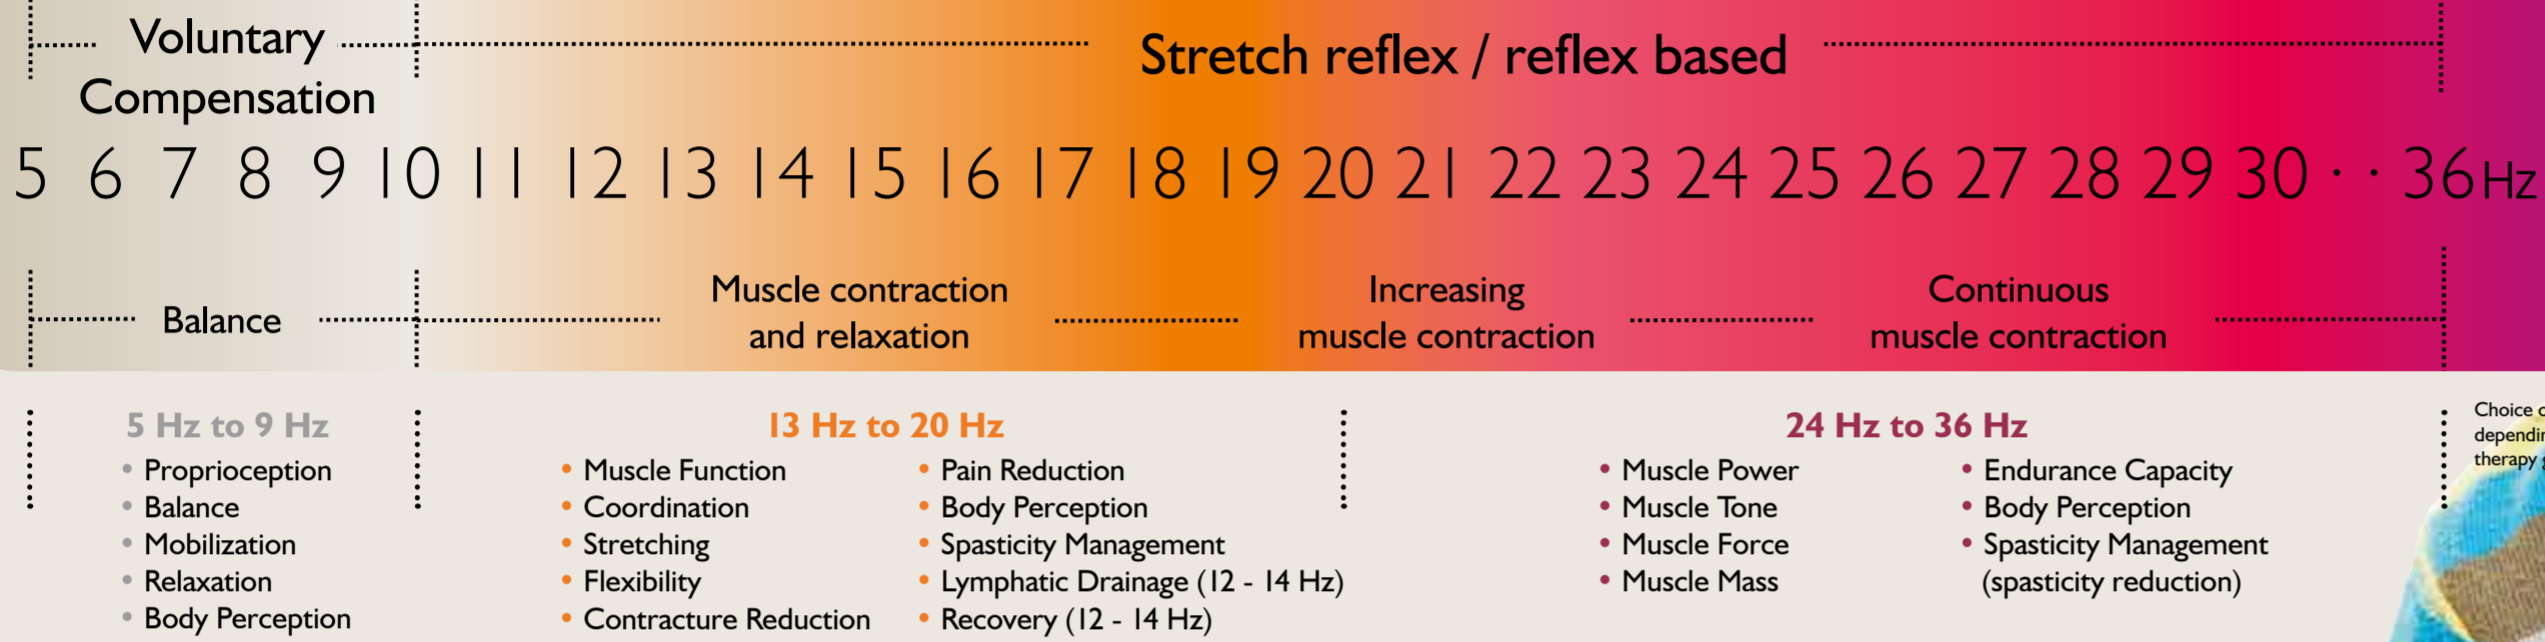 Voluntary
Compensation
Stretch reflex / reflex based
5 6 7 8 9 10 11 12 13 14 15 16 17 18 19 20 21 22 23 24 25 26 27 28 29 30 · · 36 Hz
Balance
Muscle contraction
and relaxation
Increasing
muscle contraction
Continuous
muscle contraction
5 Hz to 9 Hz
• Proprioception
• Balance
• Mobilization
• Relaxation
• Body Perception
13 Hz to 20 Hz
• Muscle Function
• Coordination
• Stretching
• Flexibility
• Contracture Reduction
• Pain Reduction
• Body Perception
• Spasticity Management
• Lymphatic Drainage (12 - 14 Hz)
• Recovery (12 - 14 Hz)
24 Hz to 36 Hz
• Muscle Power
• Muscle Tone
• Muscle Force
• Muscle Mass
• Endurance Capacity
• Body Perception
• Spasticity Management
(spasticity reduction)
Choice
therapy